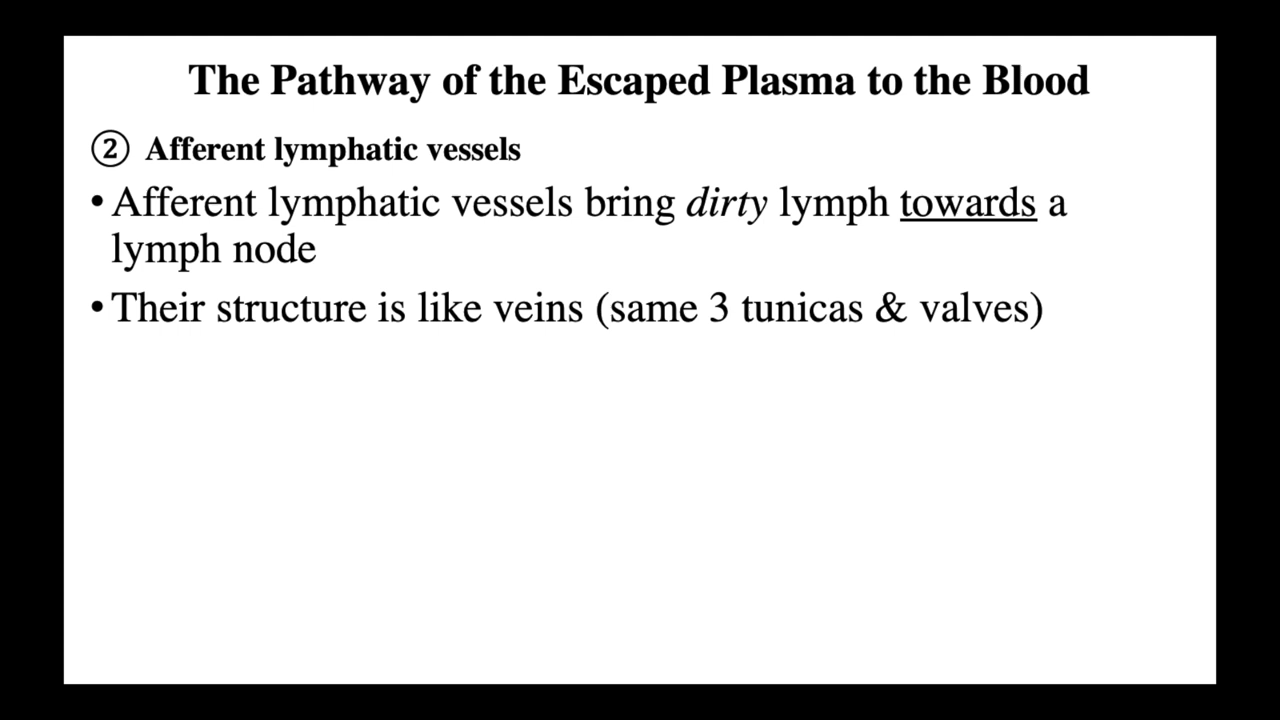 The Pathway of the Escaped Plasma to the Blood
② Afferent lymphatic vessels
• Afferent lymphatic vessels bring dirty lymph towards a
lymph node
• Their structure is like veins (same 3 tunicas & valves)